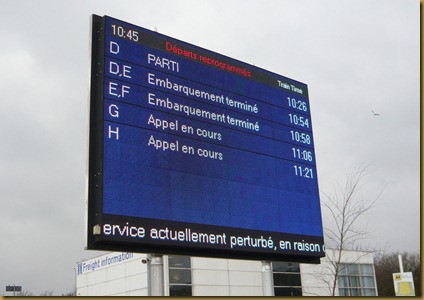 10:45 Départs reprogrammés Train Time
D PARTI 10:26
D,E Embarquement terminé 10:54
E,F Embarquement terminé 10:58
G Appel en cours 11:06
H Appel en cours 11:21
ervice actuellement perturbé, en raison d
Freight information